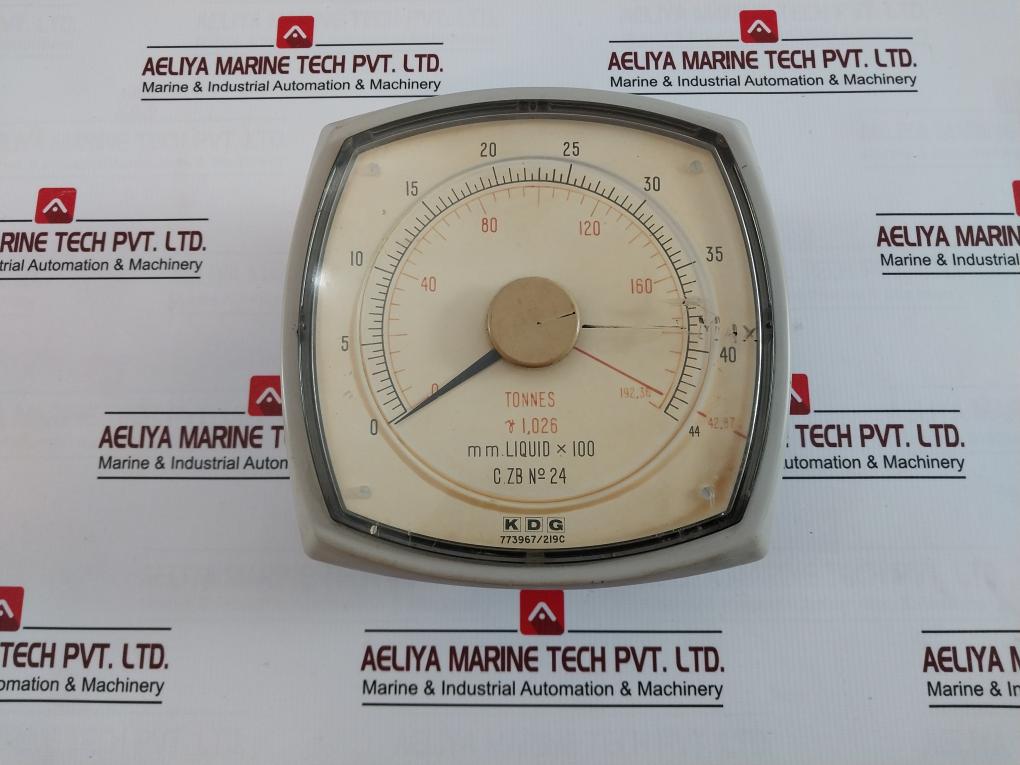 AELIYA MARINE TECH PVT. LTD.
Marine & Industrial Automation & Machinery
AELIYA MARINE TECH PVT. LTD.
Marine & Industrial Automation & Machinery
RINE TECH PVT. LTD.
trial Automation & Machinery
AELIYA MARIN
Marine & Industrial
AELIYA MARINE TE
Marine & Industrial Autom
PVT. LTD.
& Machinery
0
5
10
15
20
25
30
35
40
44
0
40
80
120
160
192,36
42,87
TONNES
γ 1,026
mm.LIQUID × 100
C.ZB Nº 24
KDG
773967/219C
TECH PVT. LTD.
omation & Machinery
AELIYA MARINE TECH PVT. LTD.
Marine & Industrial Automation & Machinery
AELIYA MARIN
Marine & Industrial